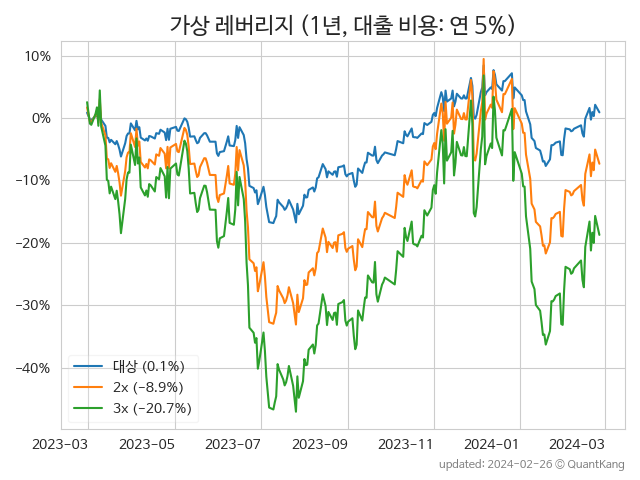 가상 레버리지 (1년, 대출 비용: 연 5%)
10%
0%
−10%
−20%
−30%
−40%
대상 (0.1%)
2x (−8.9%)
3x (−20.7%)
2023-03 2023-05 2023-07 2023-09 2023-11 2024-01 2024-03
updated: 2024-02-26 © QuantKang